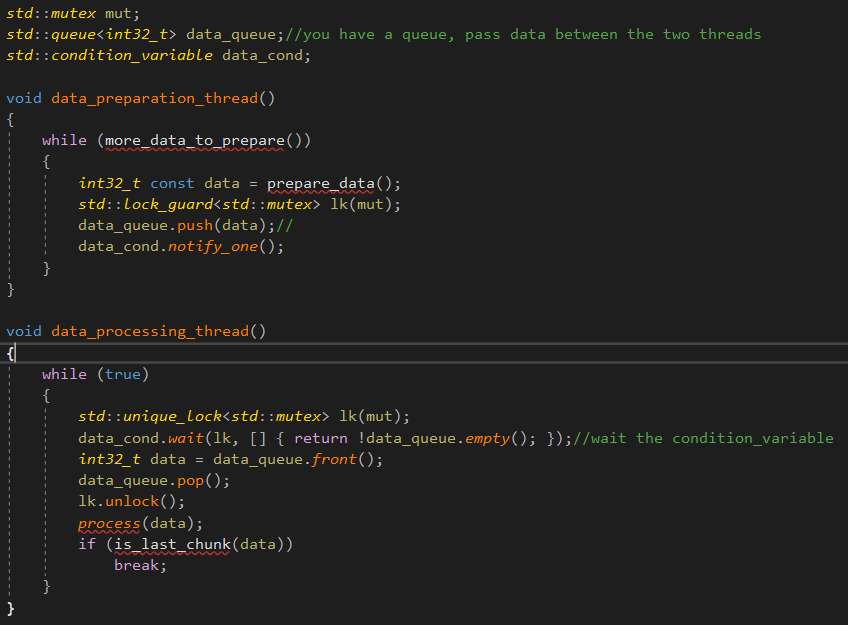 std::mutex mut;
std::queue<int32_t> data_queue;//you have a queue, pass data between the two threads
std::condition_variable data_cond;
void data_preparation_thread()
{
while (more_data_to_prepare())
{
int32_t const data = prepare_data();
std::lock_guard<std::mutex> lk(mut);
data_queue.push(data);//
data_cond.notify_one();
}
}
void data_processing_thread()
{
while (true)
{
std::unique_lock<std::mutex> lk(mut);
data_cond.wait(lk, [] { return !data_queue.empty(); });//wait the condition_variable
int32_t data = data_queue.front();
data_queue.pop();
lk.unlock();
process(data);
if (is_last_chunk(data))
break;
}
}